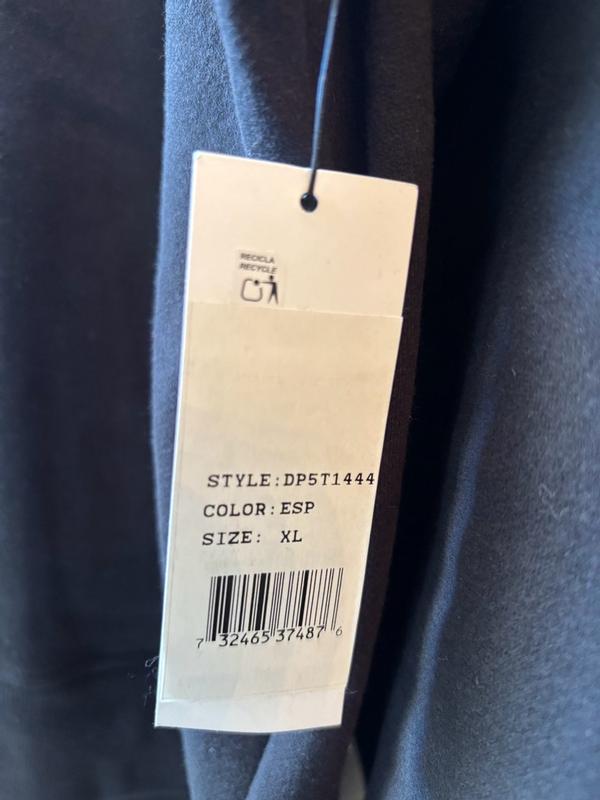 RECICLA
RECYCLE
STYLE:DP5T1444
COLOR:ESP
SIZE: XL
7 32465 37487 6